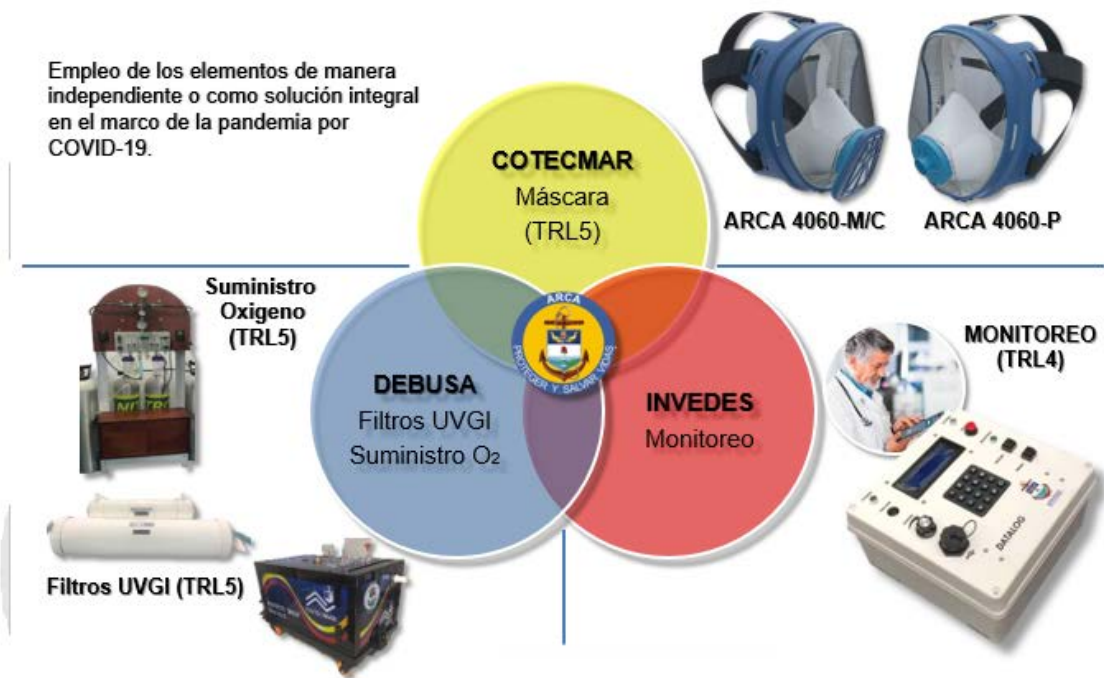 Empleo de los elementos de manera
independiente o como solución integral
en el marco de la pandemia por
COVID-19.
COTECMAR
Máscara
(TRL5)
ARCA 4060-M/C
ARCA 4060-P
Suministro
Oxigeno
(TRL5)
ARCA
PROTEGER Y SALVAR VIDAS
DEBUSA
Filtros UVGI
Suministro O₂
INVEDES
Monitoreo
MONITOREO
(TRL4)
NITRO
DATALOG
Filtros UVGI (TRL5)